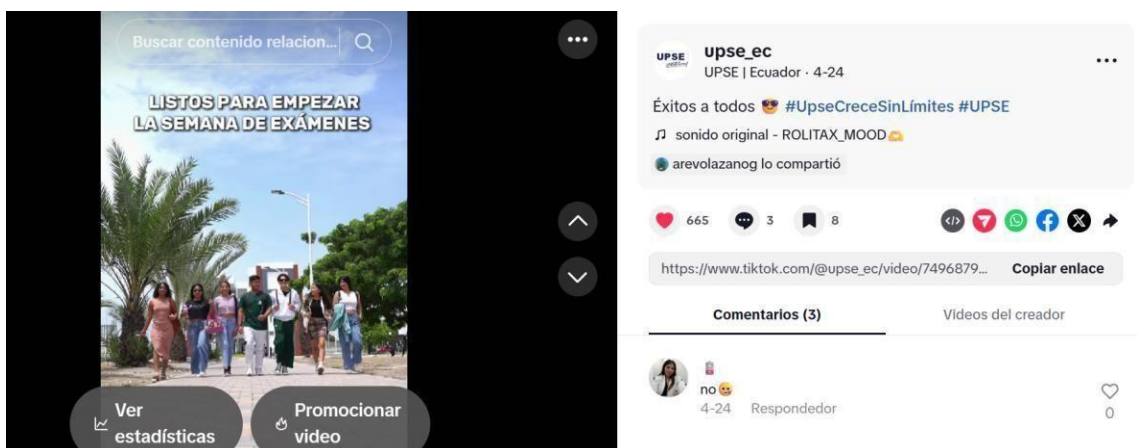 Buscar contenido relacion...
LISTOS PARA EMPEZAR
LA SEMANA DE EXÁMENES
Ver
estadísticas
Promocionar
video
UPSE
upse_ec
UPSE | Ecuador · 4-24
Éxitos a todos 😎 #UpseCreceSinLímites #UPSE
sonido original - ROLITAX_MOOD🫶
arevolazanog lo compartió
665
3
8
https://www.tiktok.com/@upse_ec/video/7496879... Copiar enlace
Comentarios (3) Videos del creador
no😬
4-24 Respondedor
0